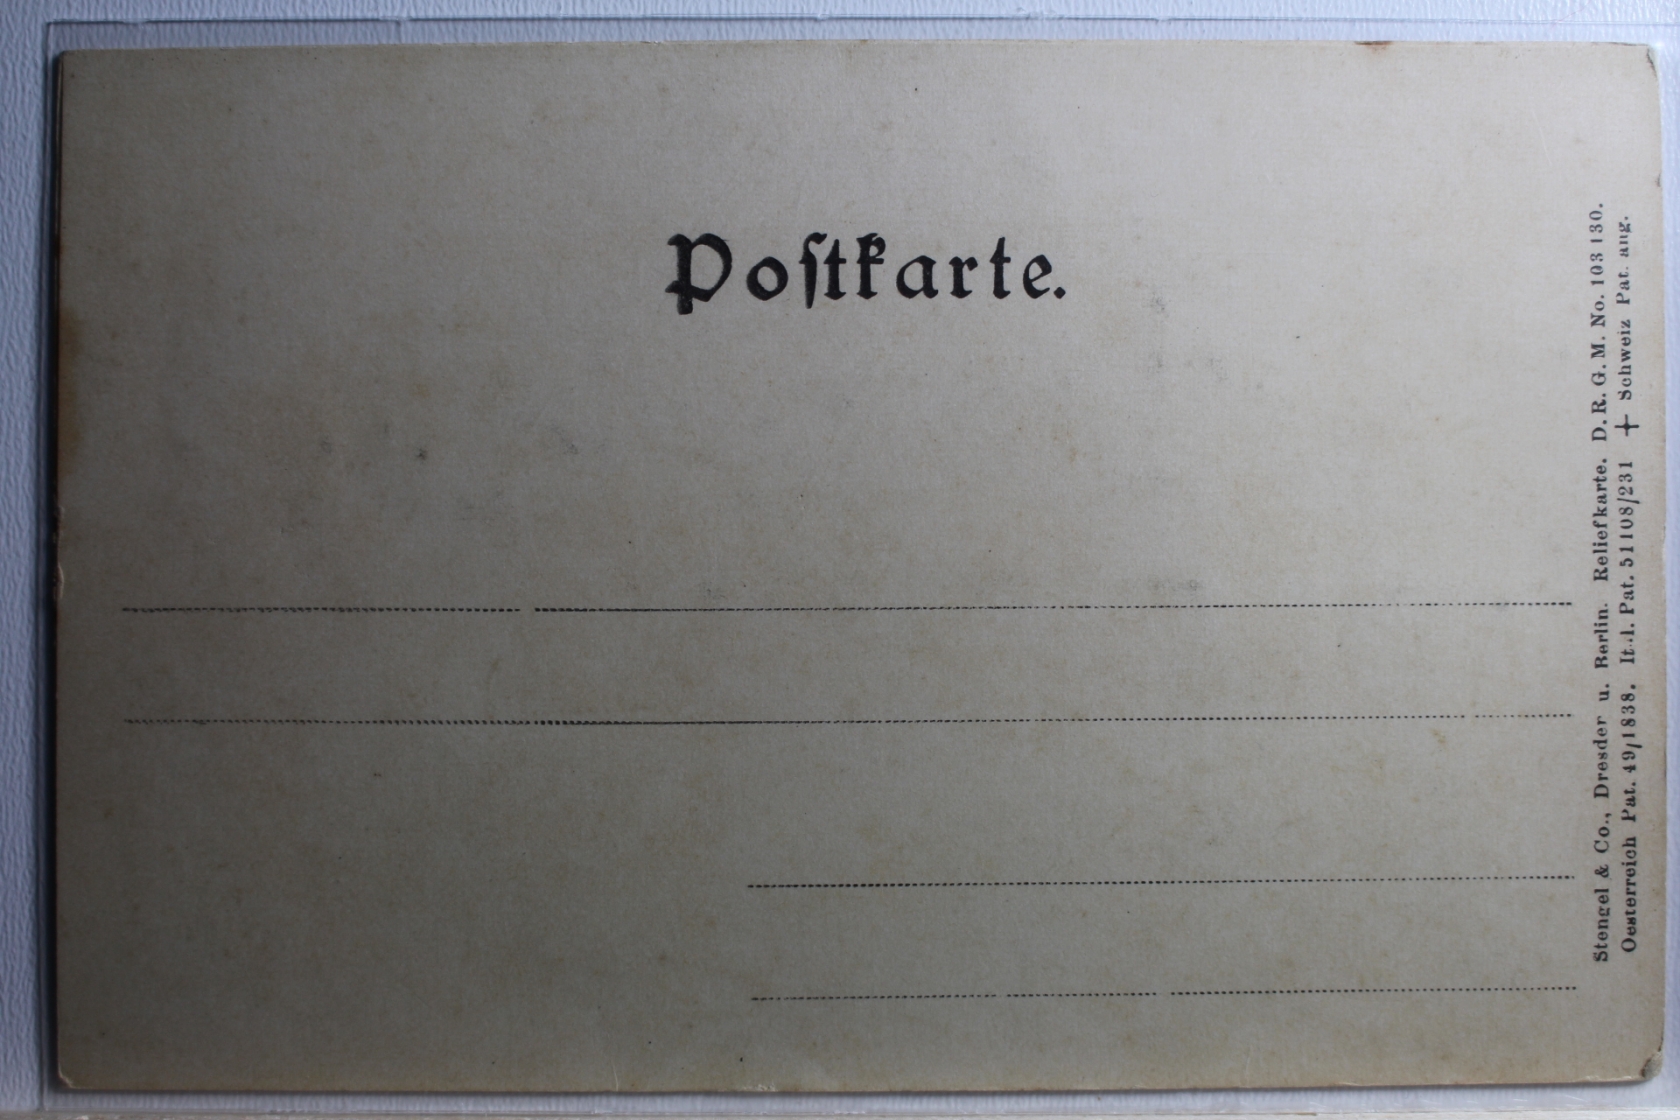 Poſtkarte.
Stengel & Co., Dresden u. Berlin. Reliefkarte. D. R. G. M. No. 103 130.
Oesterreich Pat. 49/1838. Ital. Pat. 51108/231 + Schweiz Pat. ang.